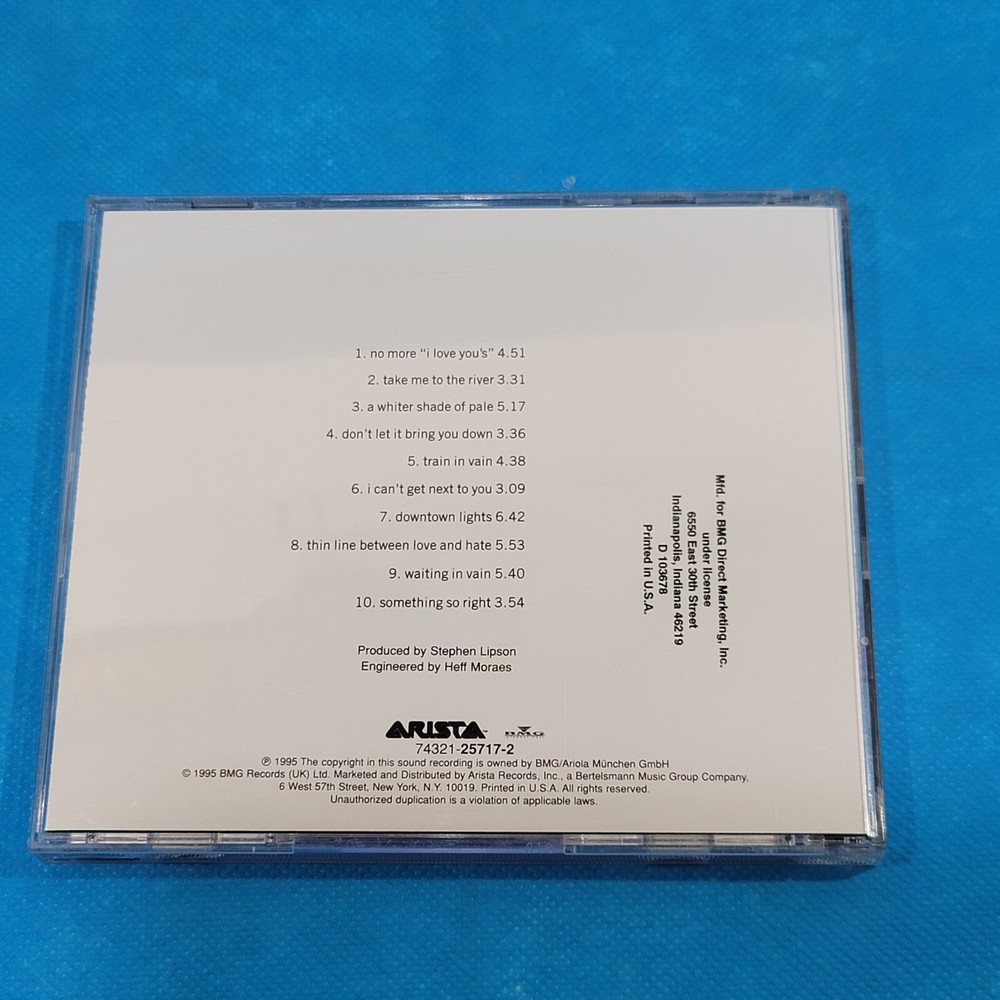 1. no more “i love you's” 4.51
2. take me to the river 3.31
3. a whiter shade of pale 5.17
4. don't let it bring you down 3.36
5. train in vain 4.38
6. i can't get next to you 3.09
7. downtown lights 6.42
8. thin line between love and hate 5.53
9. waiting in vain 5.40
10. something so right 3.54
Produced by Stephen Lipson
Engineered by Heff Moraes
Mfd. for BMG Direct Marketing, Inc.
under license
6550 East 30th Street
Indianapolis, Indiana 46219
D 103678
Printed in U.S.A.
ARISTA BMG
74321-25717-2
℗ 1995 The copyright in this sound recording is owned by BMG/Ariola München GmbH
© 1995 BMG Records (UK) Ltd. Marketed and Distributed by Arista Records, Inc., a Bertelsmann Music Group Company,
6 West 57th Street, New York, N.Y. 10019. Printed in U.S.A. All rights reserved.
Unauthorized duplication is a violation of applicable laws.